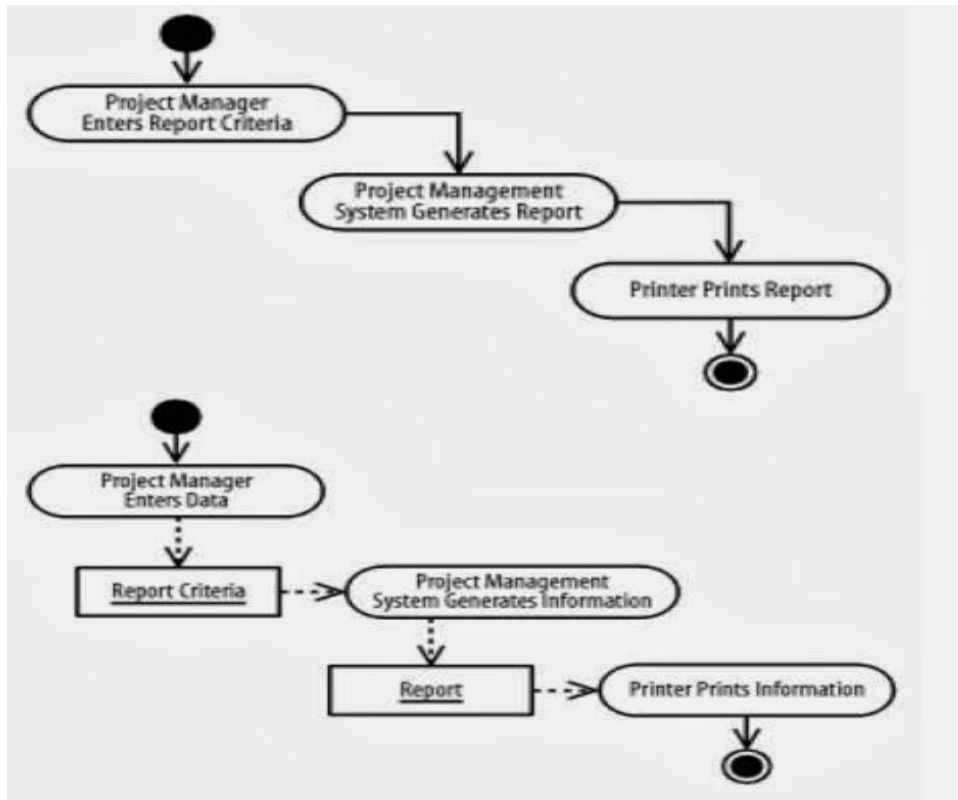 Project Manager
Enters Report Criteria
Project Management
System Generates Report
Printer Prints Report
Project Manager
Enters Data
Report Criteria
Project Management
System Generates Information
Report
Printer Prints Information